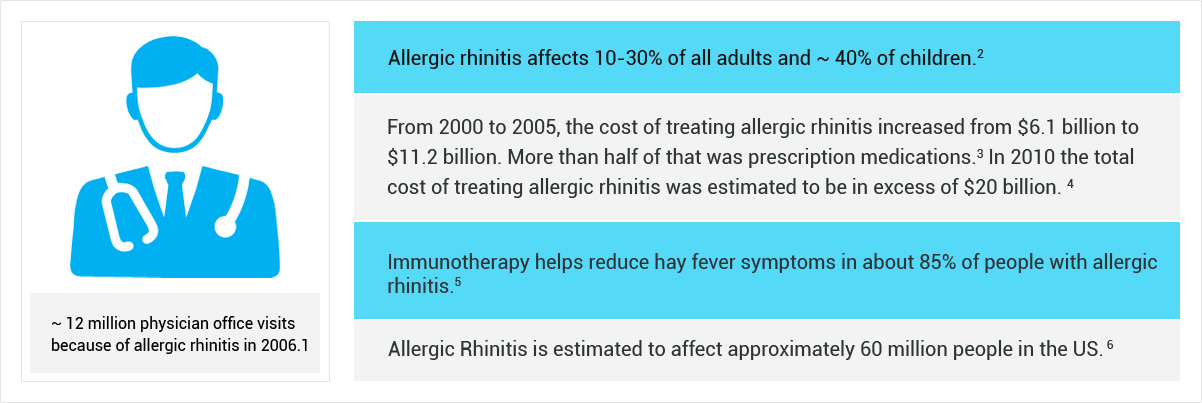 ~ 12 million physician office visits
because of allergic rhinitis in 2006.1
Allergic rhinitis affects 10-30% of all adults and ~ 40% of children.²
From 2000 to 2005, the cost of treating allergic rhinitis increased from $6.1 billion to
$11.2 billion. More than half of that was prescription medications.³ In 2010 the total
cost of treating allergic rhinitis was estimated to be in excess of $20 billion. ⁴
Immunotherapy helps reduce hay fever symptoms in about 85% of people with allergic
rhinitis.⁵
Allergic Rhinitis is estimated to affect approximately 60 million people in the US. ⁶